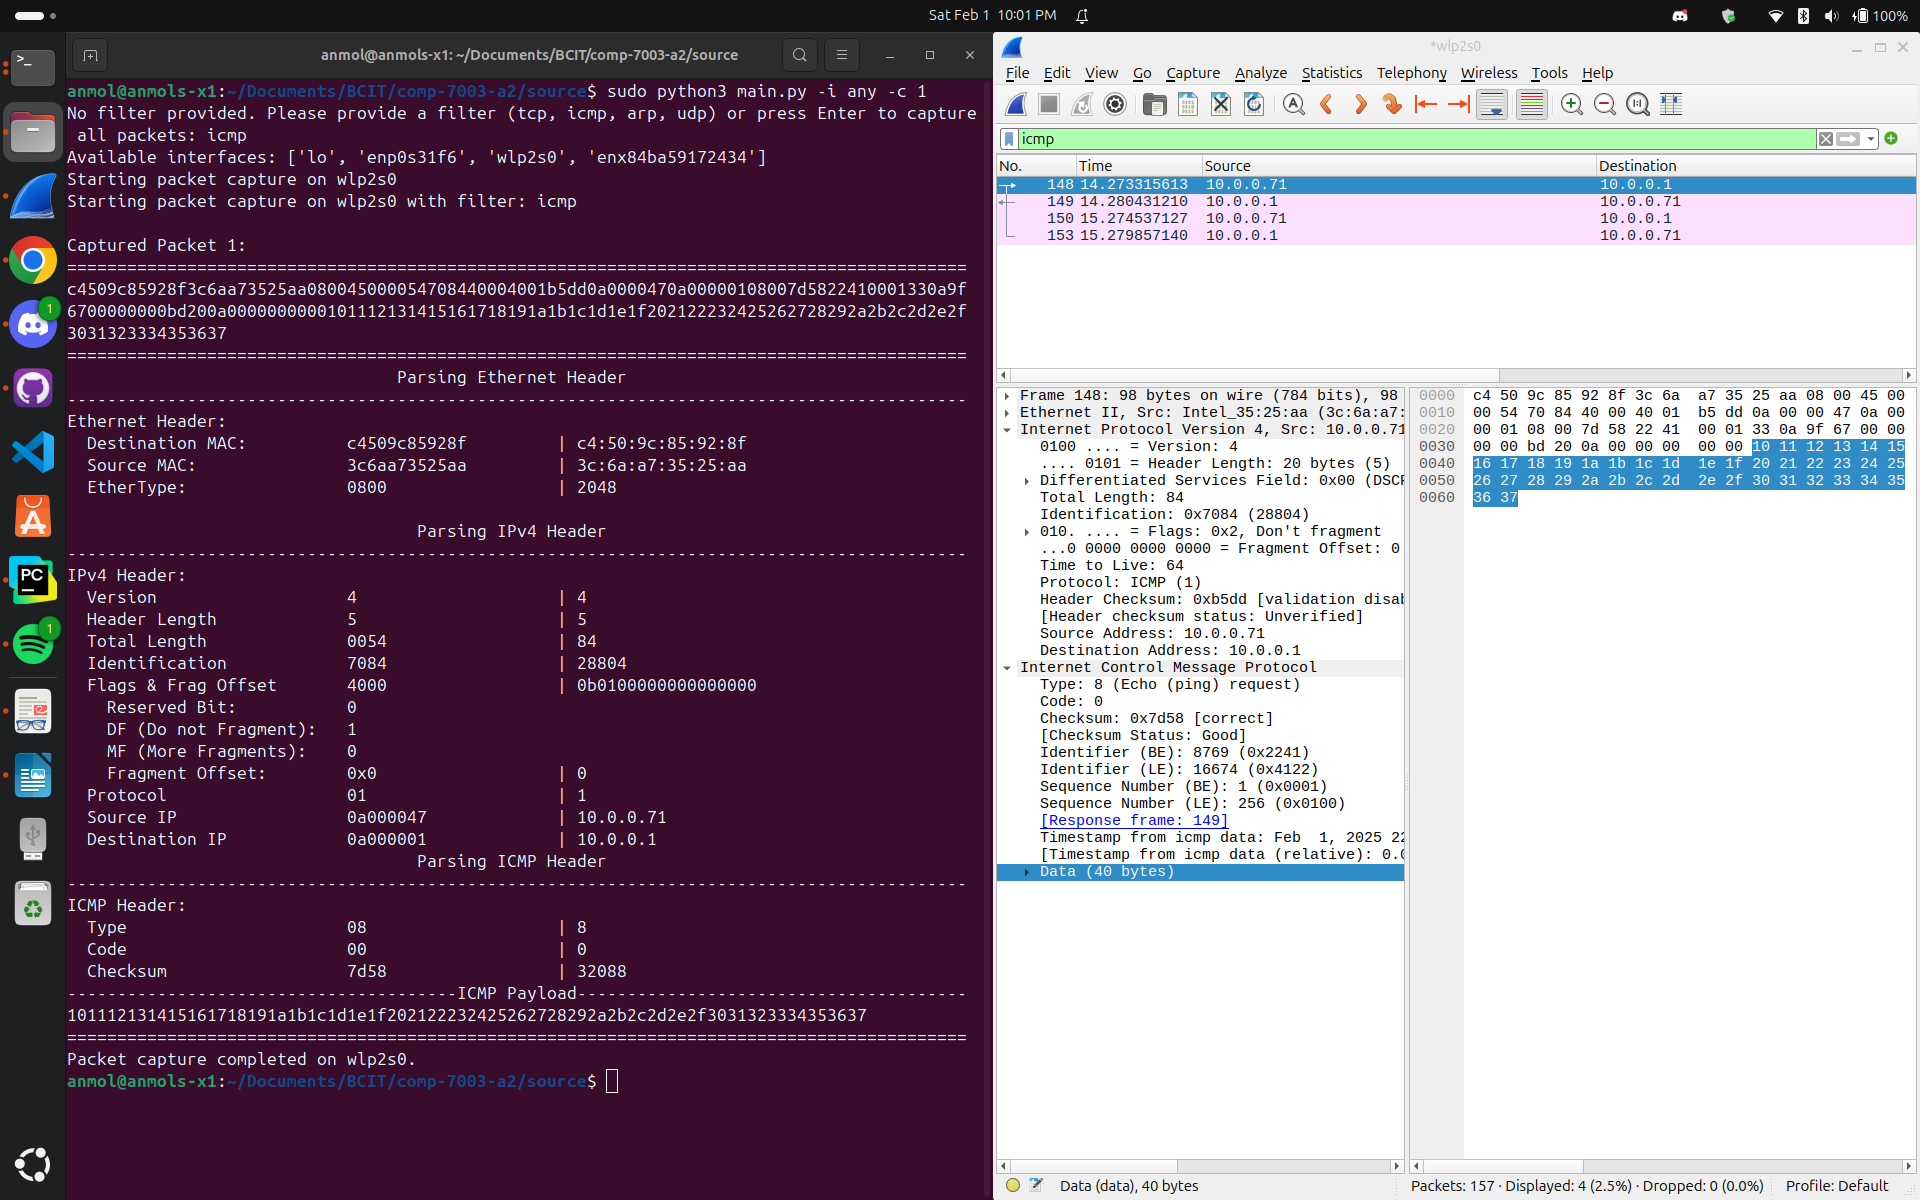 Sat Feb 1  10:01 PM
100%
anmol@anmols-x1: ~/Documents/BCIT/comp-7003-a2/source
anmol@anmols-x1:~/Documents/BCIT/comp-7003-a2/source$ sudo python3 main.py -i any -c 1
No filter provided. Please provide a filter (tcp, icmp, arp, udp) or press Enter to capture
 all packets: icmp
Available interfaces: ['lo', 'enp0s31f6', 'wlp2s0', 'enx84ba59172434']
Starting packet capture on wlp2s0
Starting packet capture on wlp2s0 with filter: icmp
Captured Packet 1:
==========================================================================================
c4509c85928f3c6aa73525aa080045000054708440004001b5dd0a0000470a00000108007d5822410001330a9f
6700000000bd200a0000000000101112131415161718191a1b1c1d1e1f202122232425262728292a2b2c2d2e2f
3031323334353637
==========================================================================================
Parsing Ethernet Header
------------------------------------------------------------------------------------------
Ethernet Header:
Destination MAC: c4509c85928f | c4:50:9c:85:92:8f
Source MAC: 3c6aa73525aa | 3c:6a:a7:35:25:aa
EtherType: 0800 | 2048
Parsing IPv4 Header
------------------------------------------------------------------------------------------
IPv4 Header:
Version 4 | 4
Header Length 5 | 5
Total Length 0054 | 84
Identification 7084 | 28804
Flags & Frag Offset 4000 | 0b0100000000000000
Reserved Bit: 0
DF (Do not Fragment): 1
MF (More Fragments): 0
Fragment Offset: 0x0 | 0
Protocol 01 | 1
Source IP 0a000047 | 10.0.0.71
Destination IP 0a000001 | 10.0.0.1
Parsing ICMP Header
------------------------------------------------------------------------------------------
ICMP Header:
Type 08 | 8
Code 00 | 0
Checksum 7d58 | 32088
---------------------------------------ICMP Payload---------------------------------------
101112131415161718191a1b1c1d1e1f202122232425262728292a2b2c2d2e2f3031323334353637
==========================================================================================
Packet capture completed on wlp2s0.
anmol@anmols-x1:~/Documents/BCIT/comp-7003-a2/source$
1
PC
1
*wlp2s0
File Edit View Go Capture Analyze Statistics Telephony Wireless Tools Help
icmp
No. Time Source Destination
148 14.273315613 10.0.0.71 10.0.0.1
149 14.280431210 10.0.0.1 10.0.0.71
150 15.274537127 10.0.0.71 10.0.0.1
153 15.279857140 10.0.0.1 10.0.0.71
Frame 148: 98 bytes on wire (784 bits), 98
Ethernet II, Src: Intel_35:25:aa (3c:6a:a7:
Internet Protocol Version 4, Src: 10.0.0.71
0100 .... = Version: 4
.... 0101 = Header Length: 20 bytes (5)
Differentiated Services Field: 0x00 (DSCP
Total Length: 84
Identification: 0x7084 (28804)
010. .... = Flags: 0x2, Don't fragment
...0 0000 0000 0000 = Fragment Offset: 0
Time to Live: 64
Protocol: ICMP (1)
Header Checksum: 0xb5dd [validation disab
[Header checksum status: Unverified]
Source Address: 10.0.0.71
Destination Address: 10.0.0.1
Internet Control Message Protocol
Type: 8 (Echo (ping) request)
Code: 0
Checksum: 0x7d58 [correct]
[Checksum Status: Good]
Identifier (BE): 8769 (0x2241)
Identifier (LE): 16674 (0x4122)
Sequence Number (BE): 1 (0x0001)
Sequence Number (LE): 256 (0x0100)
[Response frame: 149]
Timestamp from icmp data: Feb  1, 2025 22
[Timestamp from icmp data (relative): 0.0
Data (40 bytes)
0000 c4 50 9c 85 92 8f 3c 6a a7 35 25 aa 08 00 45 00
0010 00 54 70 84 40 00 40 01 b5 dd 0a 00 00 47 0a 00
0020 00 01 08 00 7d 58 22 41 00 01 33 0a 9f 67 00 00
0030 00 00 bd 20 0a 00 00 00 00 00 10 11 12 13 14 15
0040 16 17 18 19 1a 1b 1c 1d 1e 1f 20 21 22 23 24 25
0050 26 27 28 29 2a 2b 2c 2d 2e 2f 30 31 32 33 34 35
0060 36 37
Data (data), 40 bytes
Packets: 157 · Displayed: 4 (2.5%) · Dropped: 0 (0.0%)
Profile: Default